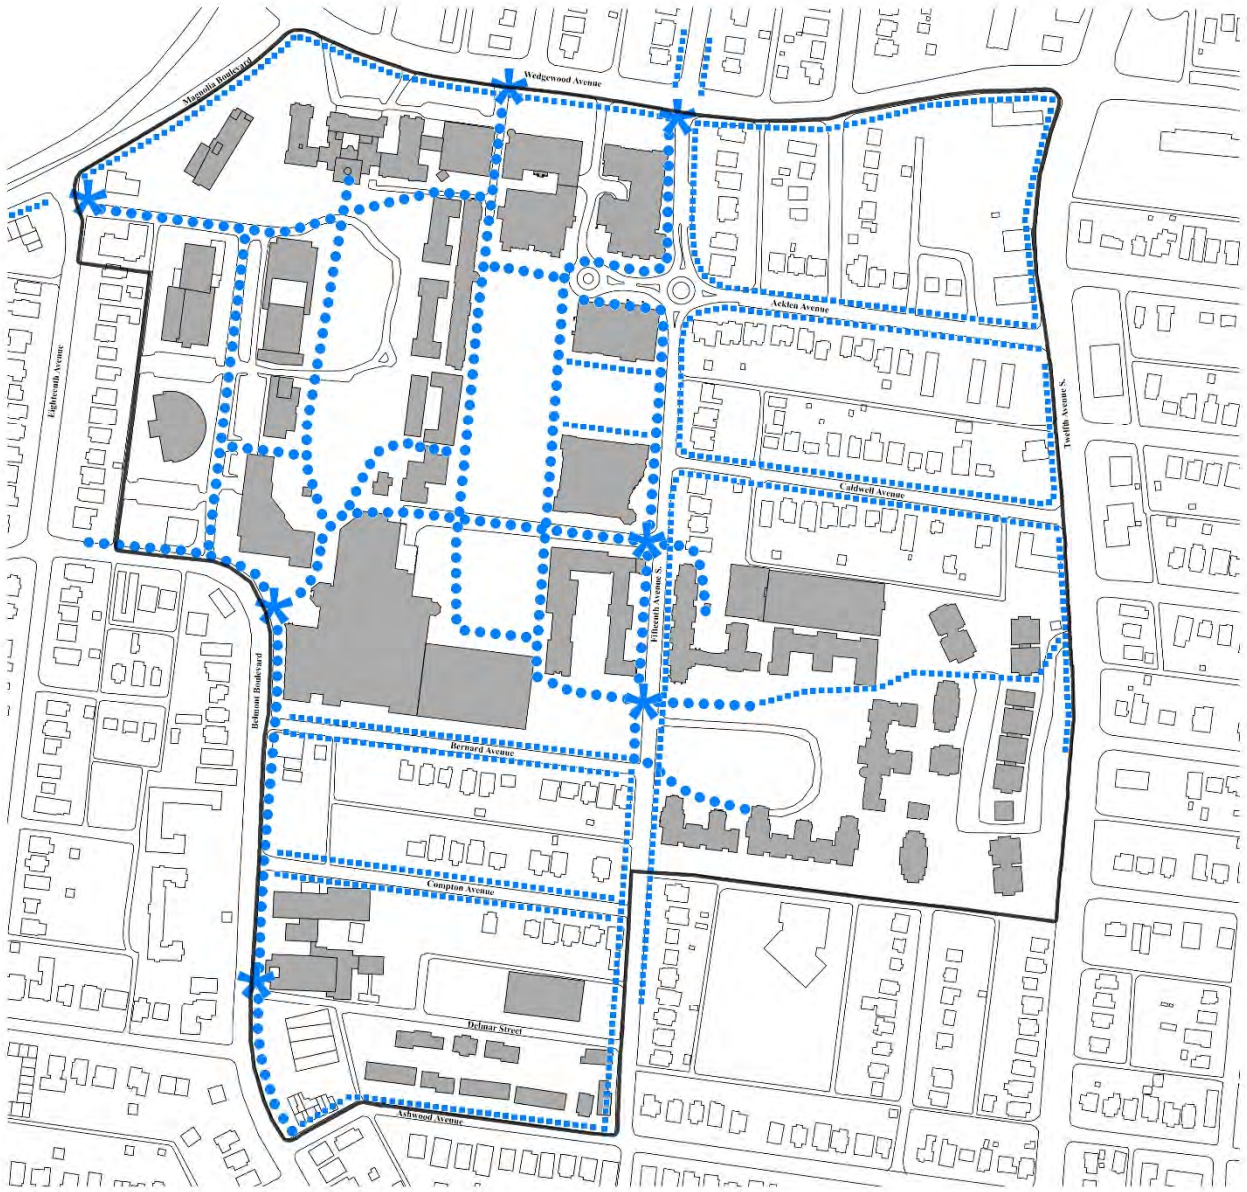 Wedgewood Avenue
Magnolia Boulevard
Acklen Avenue
Eighteenth Avenue
Twelfth Avenue S.
Caldwell Avenue
Fifteenth Avenue S.
Belmont Boulevard
Bernard Avenue
Compton Avenue
Delmar Street
Ashwood Avenue